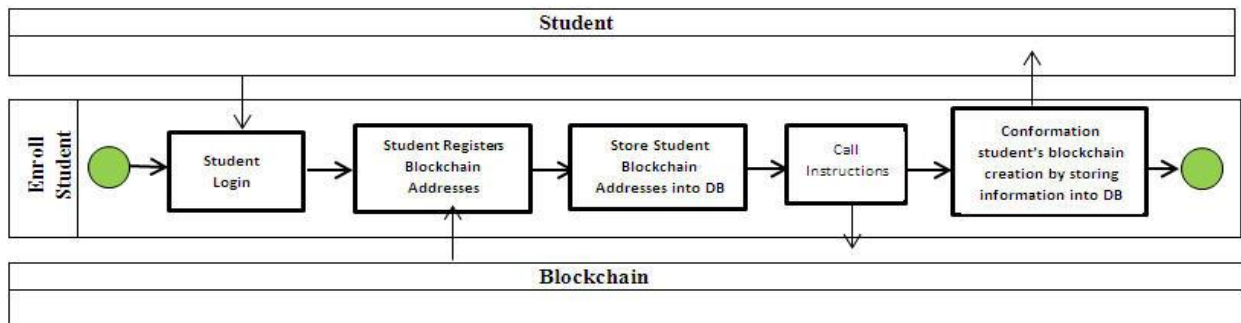 Student
Enroll
Student
Student
Login
Student Registers
Blockchain
Addresses
Store Student
Blockchain
Addresses into DB
Call
Instructions
Conformation
student's blockchain
creation by storing
information into DB
Blockchain